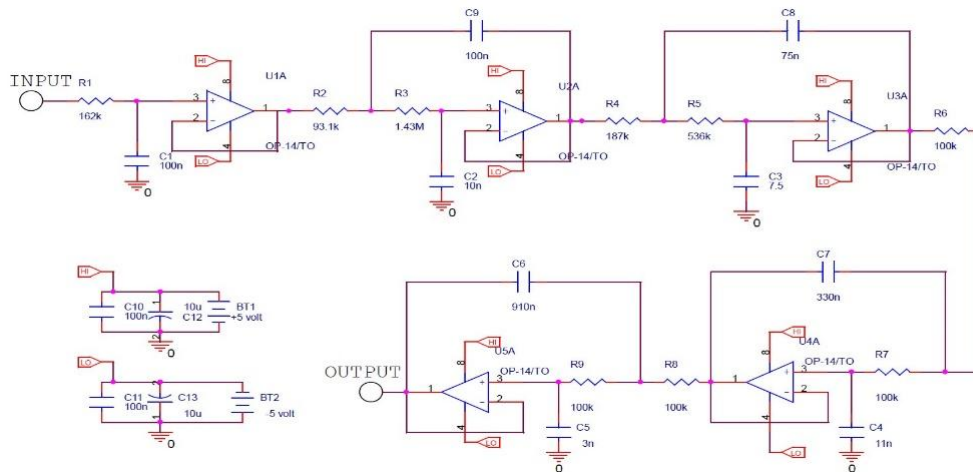 C9
100n
C8
75n
HI
HI
HI
INPUT
R1
162k
U1A
8
3
+
2
-
1
4
OP-14/TO
LO
C1
100n
0
R2
93.1k
R3
1.43M
U2A
8
3
+
2
-
1
4
OP-14/TO
LO
C2
10n
0
R4
187k
R5
536k
U3A
8
3
+
2
-
1
4
OP-14/TO
LO
C3
7.5
0
R6
100k
HI
C10
100n
1
10u
C12
2
BT1
+5 volt
0
LO
C11
100n
2
C13
10u
1
BT2
-5 volt
0
C6
910n
C7
330n
OUTPUT
HI
U5A
8
OP-14/TO
1
+
3
-
2
4
LO
R9
100k
C5
3n
0
R8
100k
HI
U4A
8
OP-14/TO
1
+
3
-
2
4
LO
R7
100k
C4
11n
0